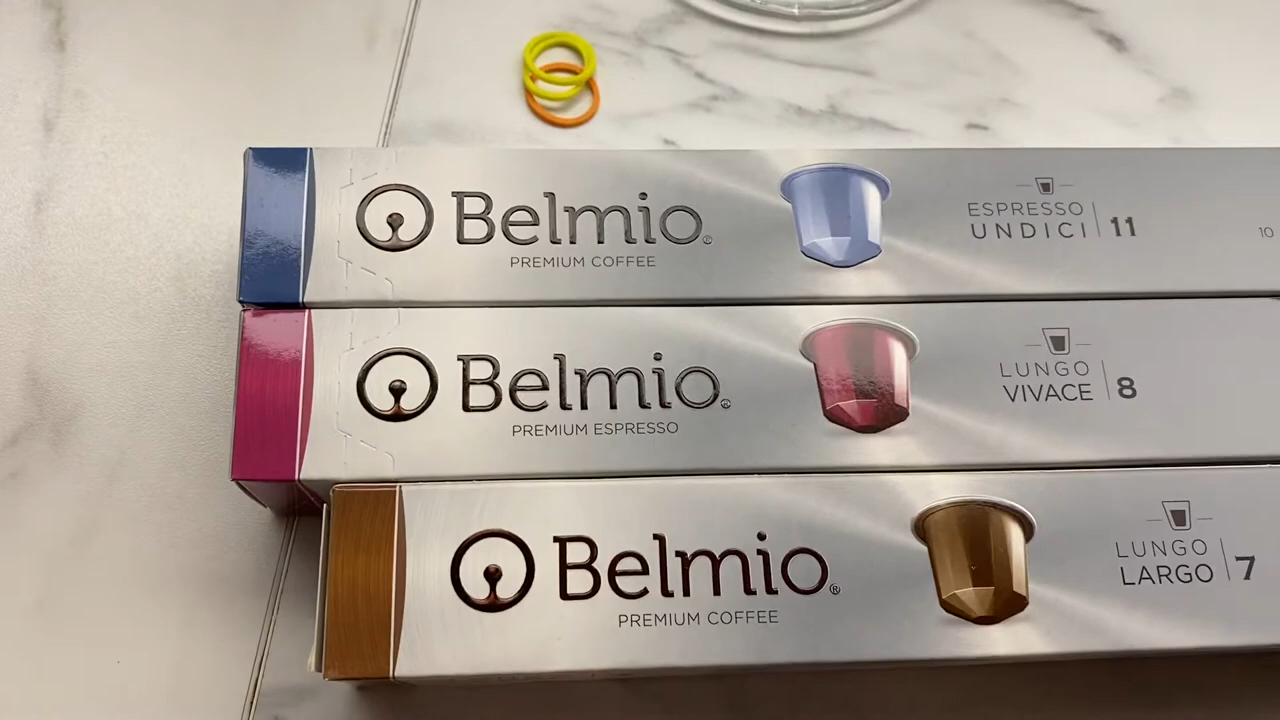 Belmio®
PREMIUM COFFEE
ESPRESSO
UNDICI 11
10
Belmio®
PREMIUM ESPRESSO
LUNGO
VIVACE 8
Belmio®
PREMIUM COFFEE
LUNGO
LARGO 7